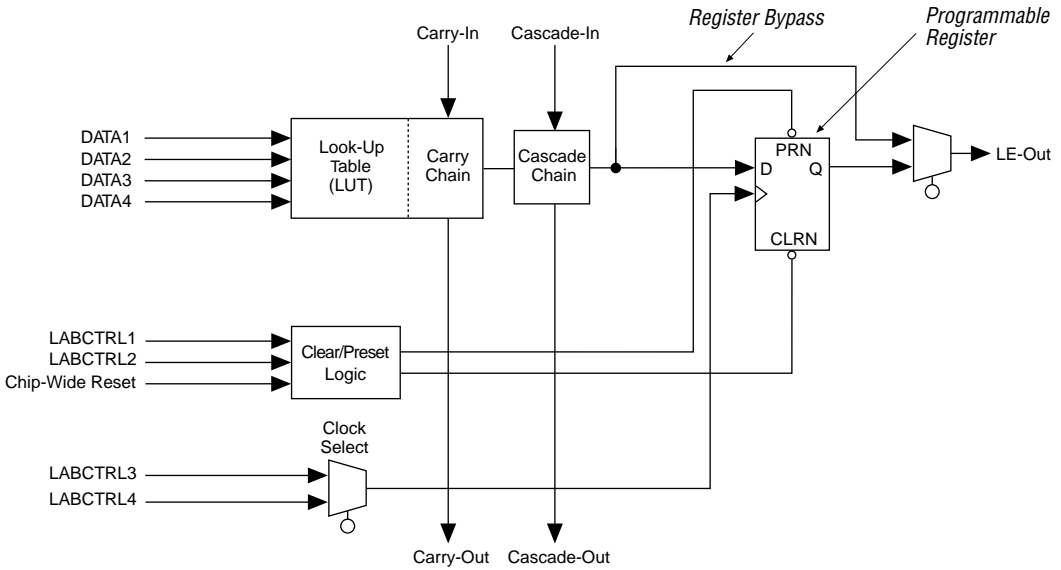 Register Bypass
Programmable
Register
Carry-In
Cascade-In
DATA1
DATA2
DATA3
DATA4
Look-Up
Table
(LUT)
Carry
Chain
Cascade
Chain
PRN
D
Q
CLRN
LE-Out
LABCTRL1
LABCTRL2
Chip-Wide Reset
Clear/Preset
Logic
Clock
Select
LABCTRL3
LABCTRL4
Carry-Out
Cascade-Out